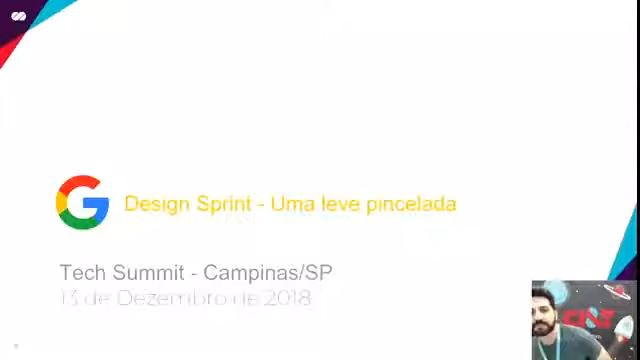 Design Sprint - Uma leve pincelada
Tech Summit - Campinas/SP
13 de Dezembro de 2018